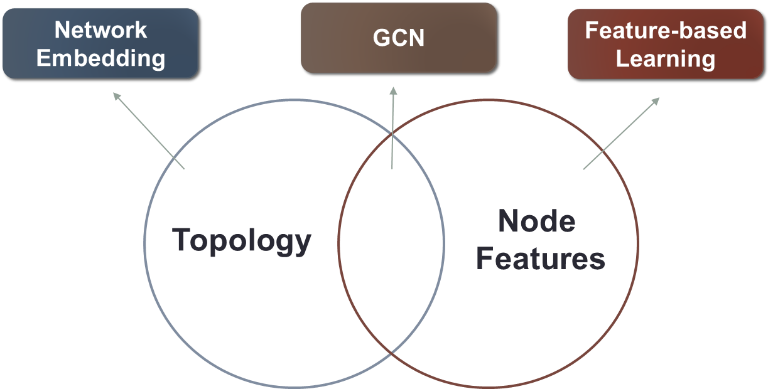 Network
Embedding
GCN
Feature-based
Learning
Topology
Node
Features